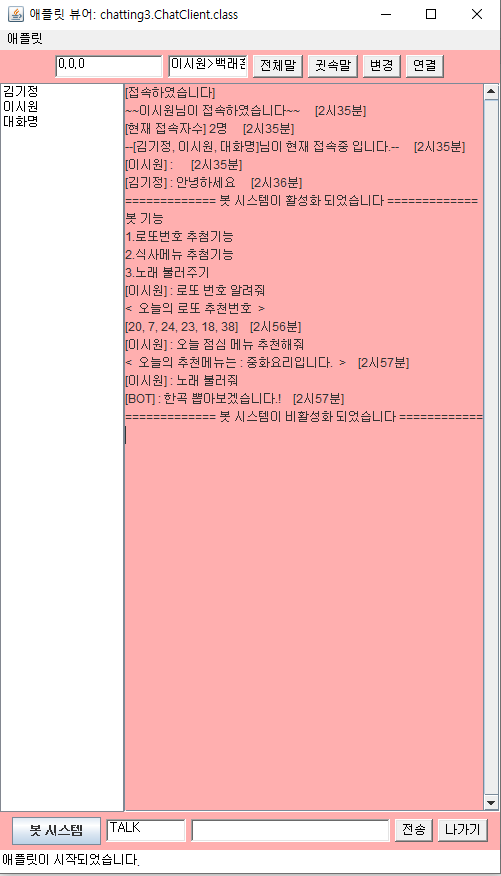 애플릿 뷰어: chatting3.ChatClient.class
애플릿
0,0,0 이시원>백래 전체말 귓속말 변경 연결
김기정
이시원
대화명
[접속하였습니다]
~~이시원님이 접속하였습니다~~ [2시35분]
[현재 접속자수] 2명 [2시35분]
--[김기정, 이시원, 대화명]님이 현재 접속중 입니다.-- [2시35분]
[이시원] : [2시35분]
[김기정] : 안녕하세요 [2시36분]
============= 봇 시스템이 활성화 되었습니다 =============
봇 기능
1.로또번호 추첨기능
2.식사메뉴 추첨기능
3.노래 불러주기
[이시원] : 로또 번호 알려줘
< 오늘의 로또 추천번호 >
[20, 7, 24, 23, 18, 38] [2시56분]
[이시원] : 오늘 점심 메뉴 추천해줘
< 오늘의 추천메뉴는 : 중화요리입니다. > [2시57분]
[이시원] : 노래 불러줘
[BOT] : 한곡 뽑아보겠습니다.! [2시57분]
============= 봇 시스템이 비활성화 되었습니다 ============
봇 시스템 TALK 전송 나가기
애플릿이 시작되었습니다.